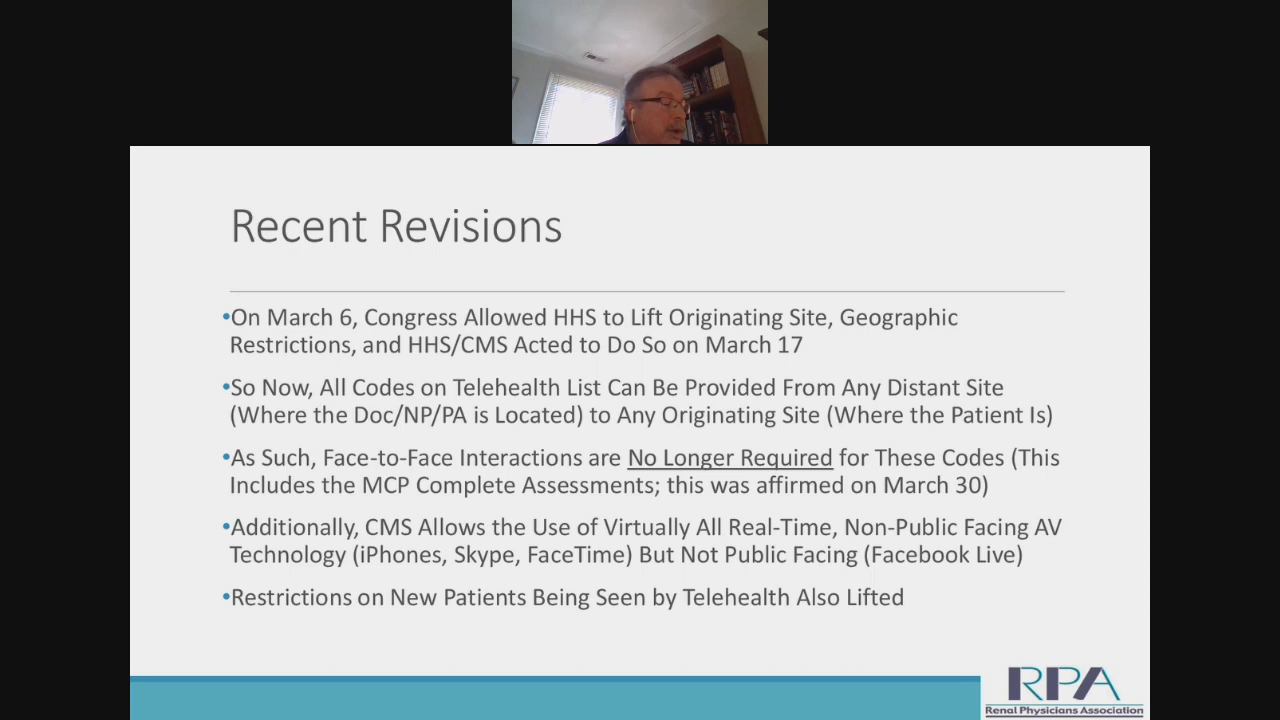 Recent Revisions
•On March 6, Congress Allowed HHS to Lift Originating Site, Geographic
Restrictions, and HHS/CMS Acted to Do So on March 17
•So Now, All Codes on Telehealth List Can Be Provided From Any Distant Site
(Where the Doc/NP/PA is Located) to Any Originating Site (Where the Patient Is)
•As Such, Face-to-Face Interactions are No Longer Required for These Codes (This
Includes the MCP Complete Assessments; this was affirmed on March 30)
•Additionally, CMS Allows the Use of Virtually All Real-Time, Non-Public Facing AV
Technology (iPhones, Skype, FaceTime) But Not Public Facing (Facebook Live)
•Restrictions on New Patients Being Seen by Telehealth Also Lifted
RPA
Renal Physicians Association